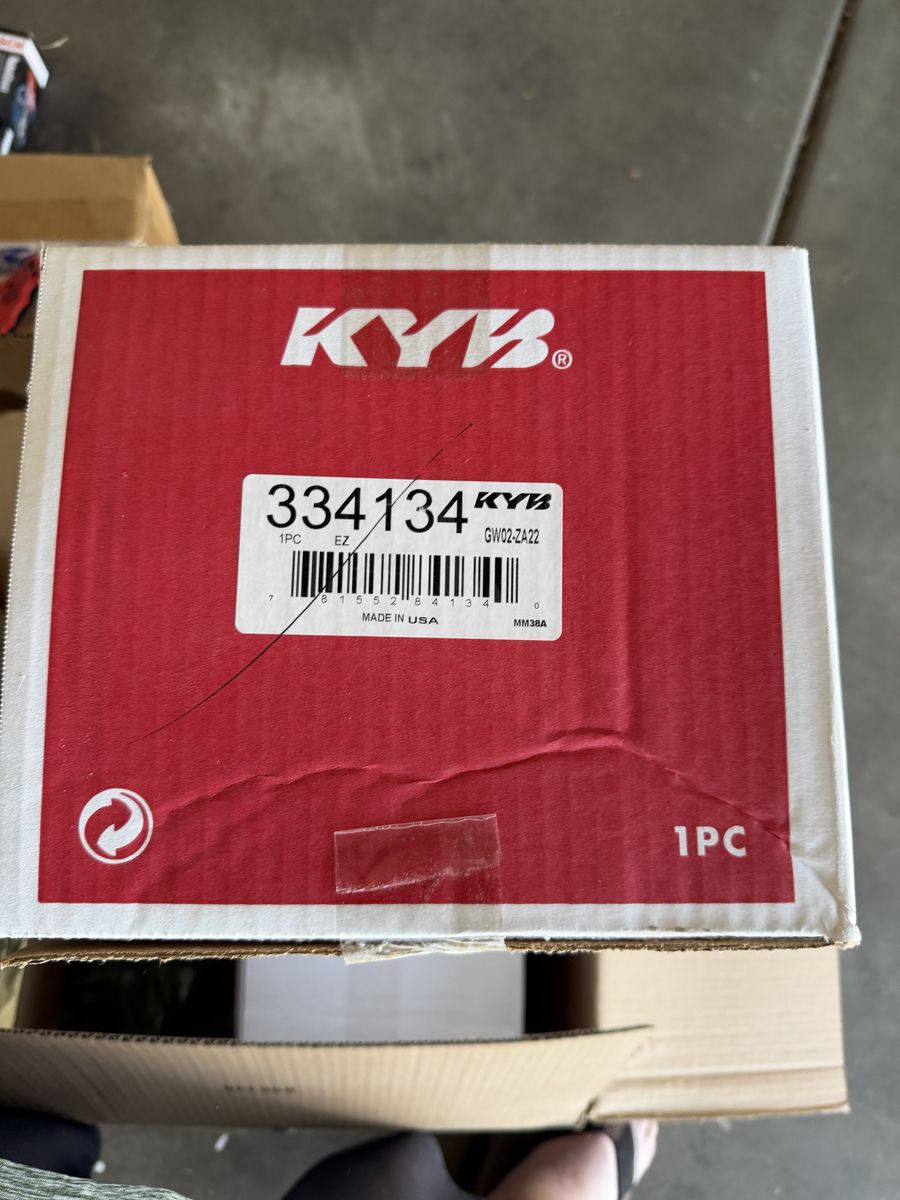 KYB®
334134 KYB
1PC EZ GW02-ZA22
7 81552 84134 0
MADE IN USA MM38A
1PC